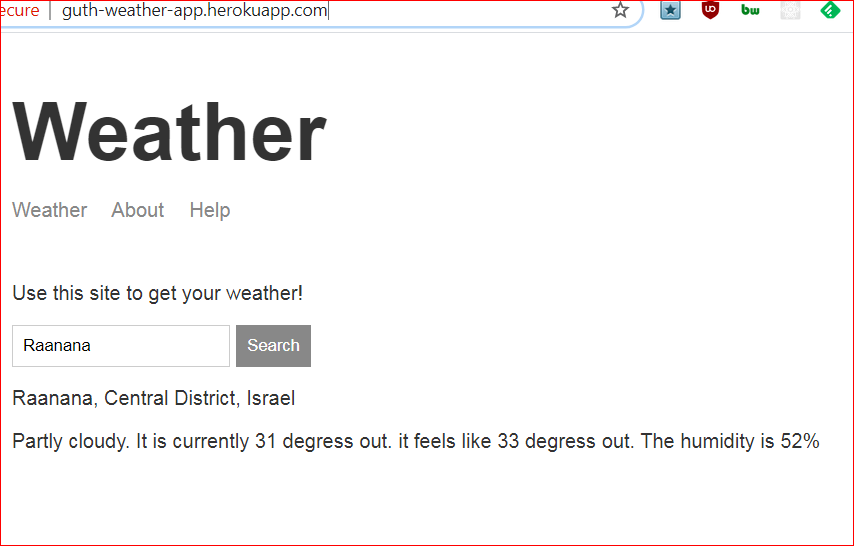 ecure | guth-weather-app.herokuapp.com
Weather
Weather About Help
Use this site to get your weather!
Raanana Search
Raanana, Central District, Israel
Partly cloudy. It is currently 31 degress out. it feels like 33 degress out. The humidity is 52%